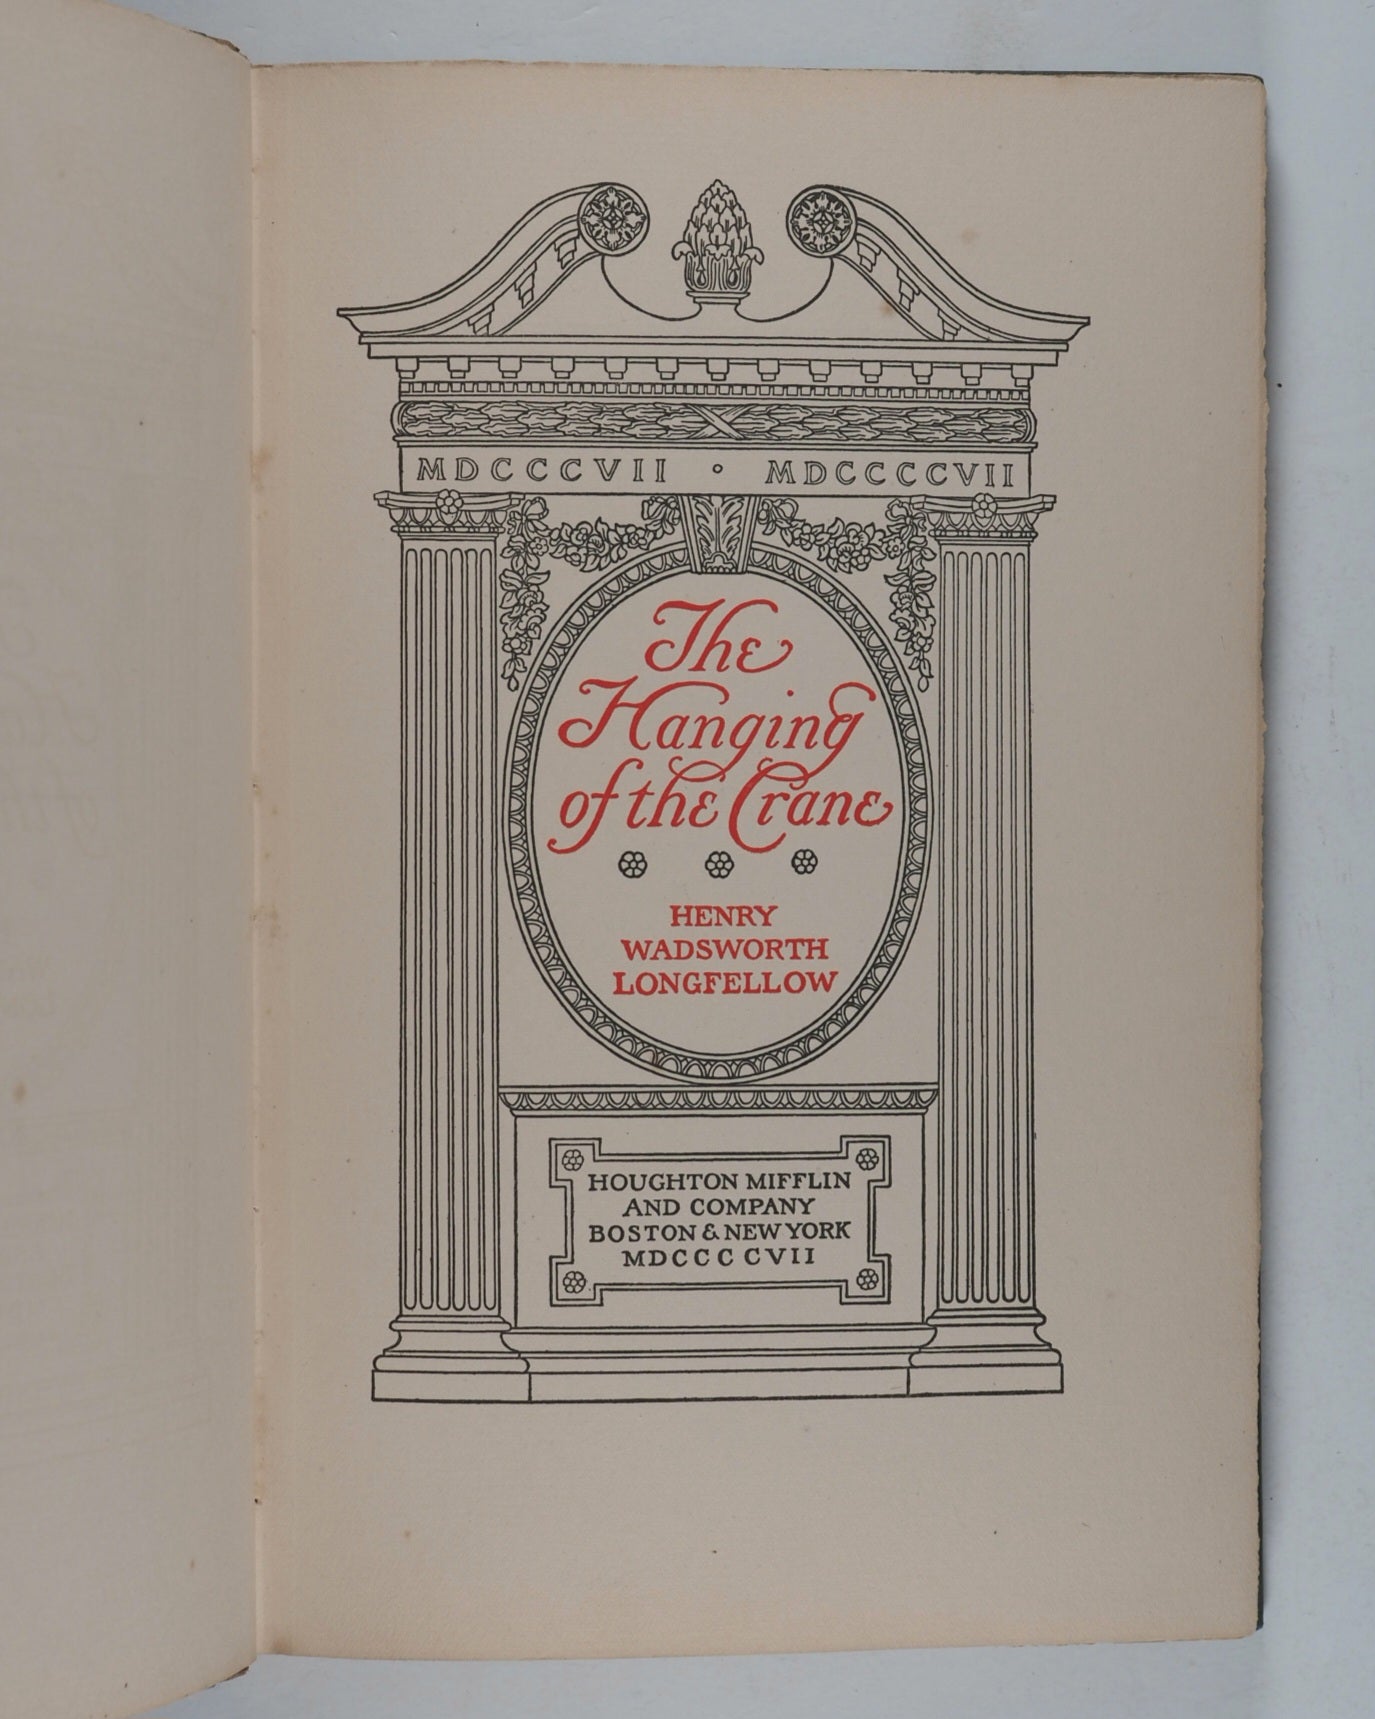 MDCCCVII • MDCCCCVII
The
Hanging
of the Crane
HENRY
WADSWORTH
LONGFELLOW
HOUGHTON MIFFLIN
AND COMPANY
BOSTON & NEW YORK
MDCCCCVII